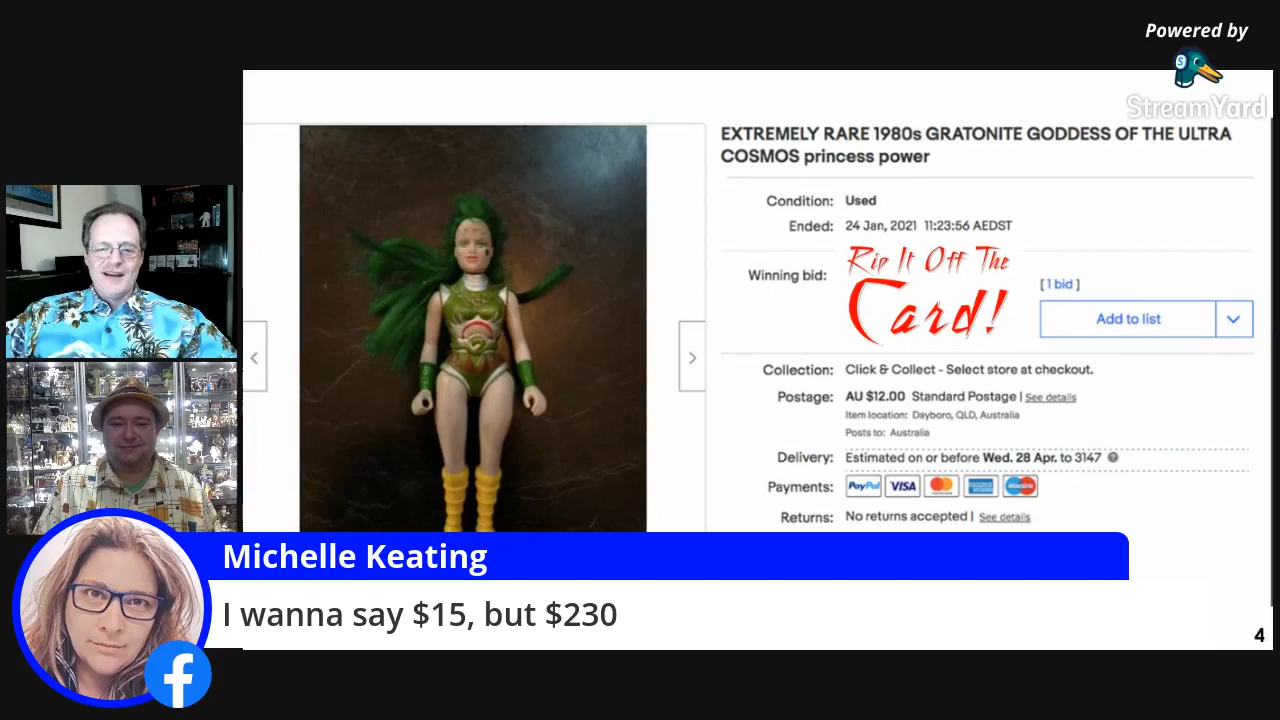 Powered by
StreamYard
EXTREMELY RARE 1980s GRATONITE GODDESS OF THE ULTRA
COSMOS princess power
Condition: Used
Ended: 24 Jan, 2021 11:23:56 AEDST
Winning bid: Rip It Off The
Card!
[ 1 bid ]
Add to list
Collection: Click & Collect - Select store at checkout.
Postage: AU $12.00 Standard Postage | See details
Item location: Dayboro, QLD, Australia
Posts to: Australia
Delivery: Estimated on or before Wed. 28 Apr. to 3147
Payments: PayPal VISA
Returns: No returns accepted | See details
Michelle Keating
I wanna say $15, but $230
4